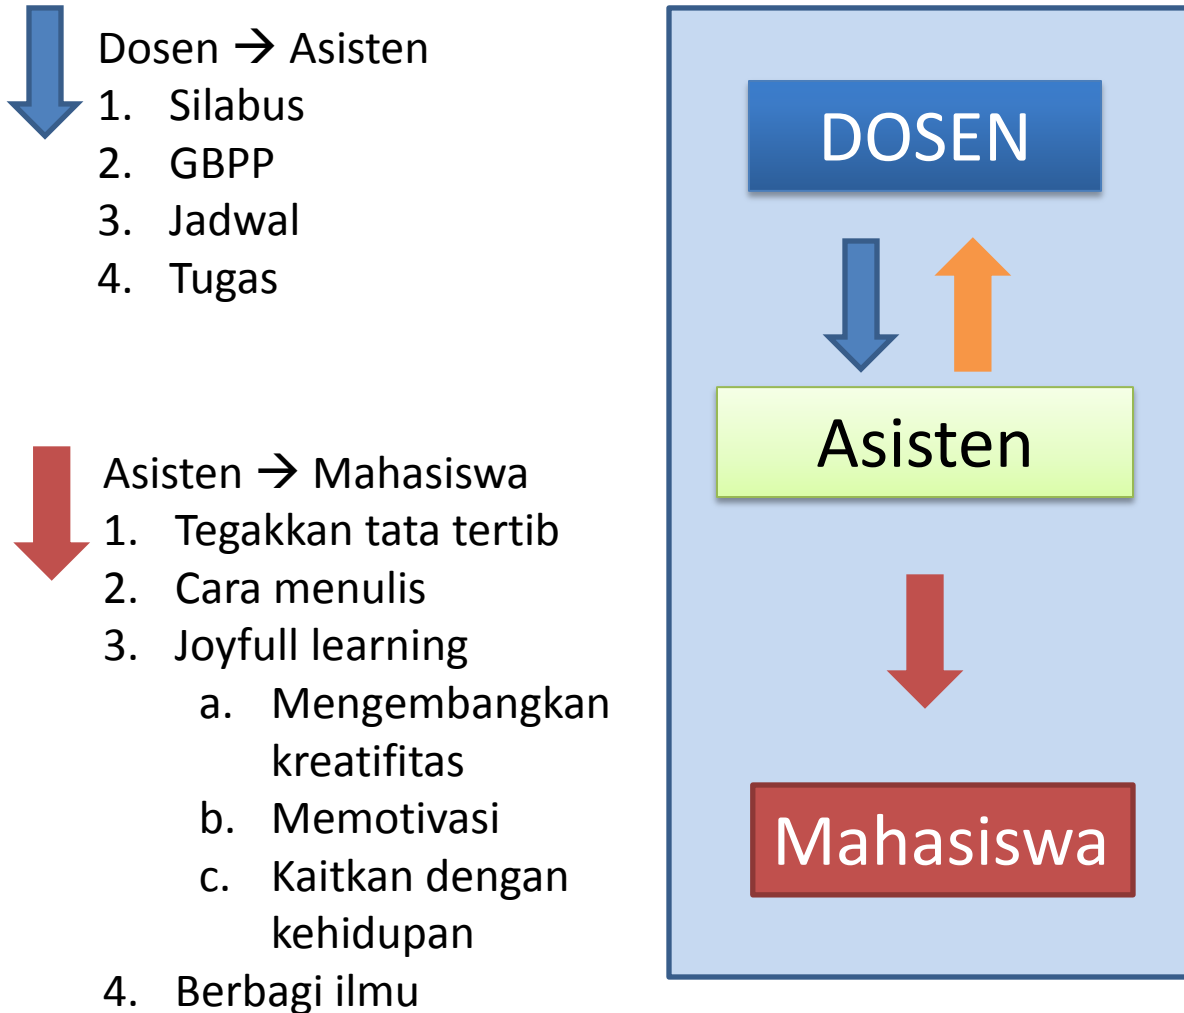 Dosen → Asisten
1. Silabus
2. GBPP
3. Jadwal
4. Tugas
Asisten → Mahasiswa
1. Tegakkan tata tertib
2. Cara menulis
3. Joyfull learning
a. Mengembangkan
kreatifitas
b. Memotivasi
c. Kaitkan dengan
kehidupan
4. Berbagi ilmu
DOSEN
Asisten
Mahasiswa